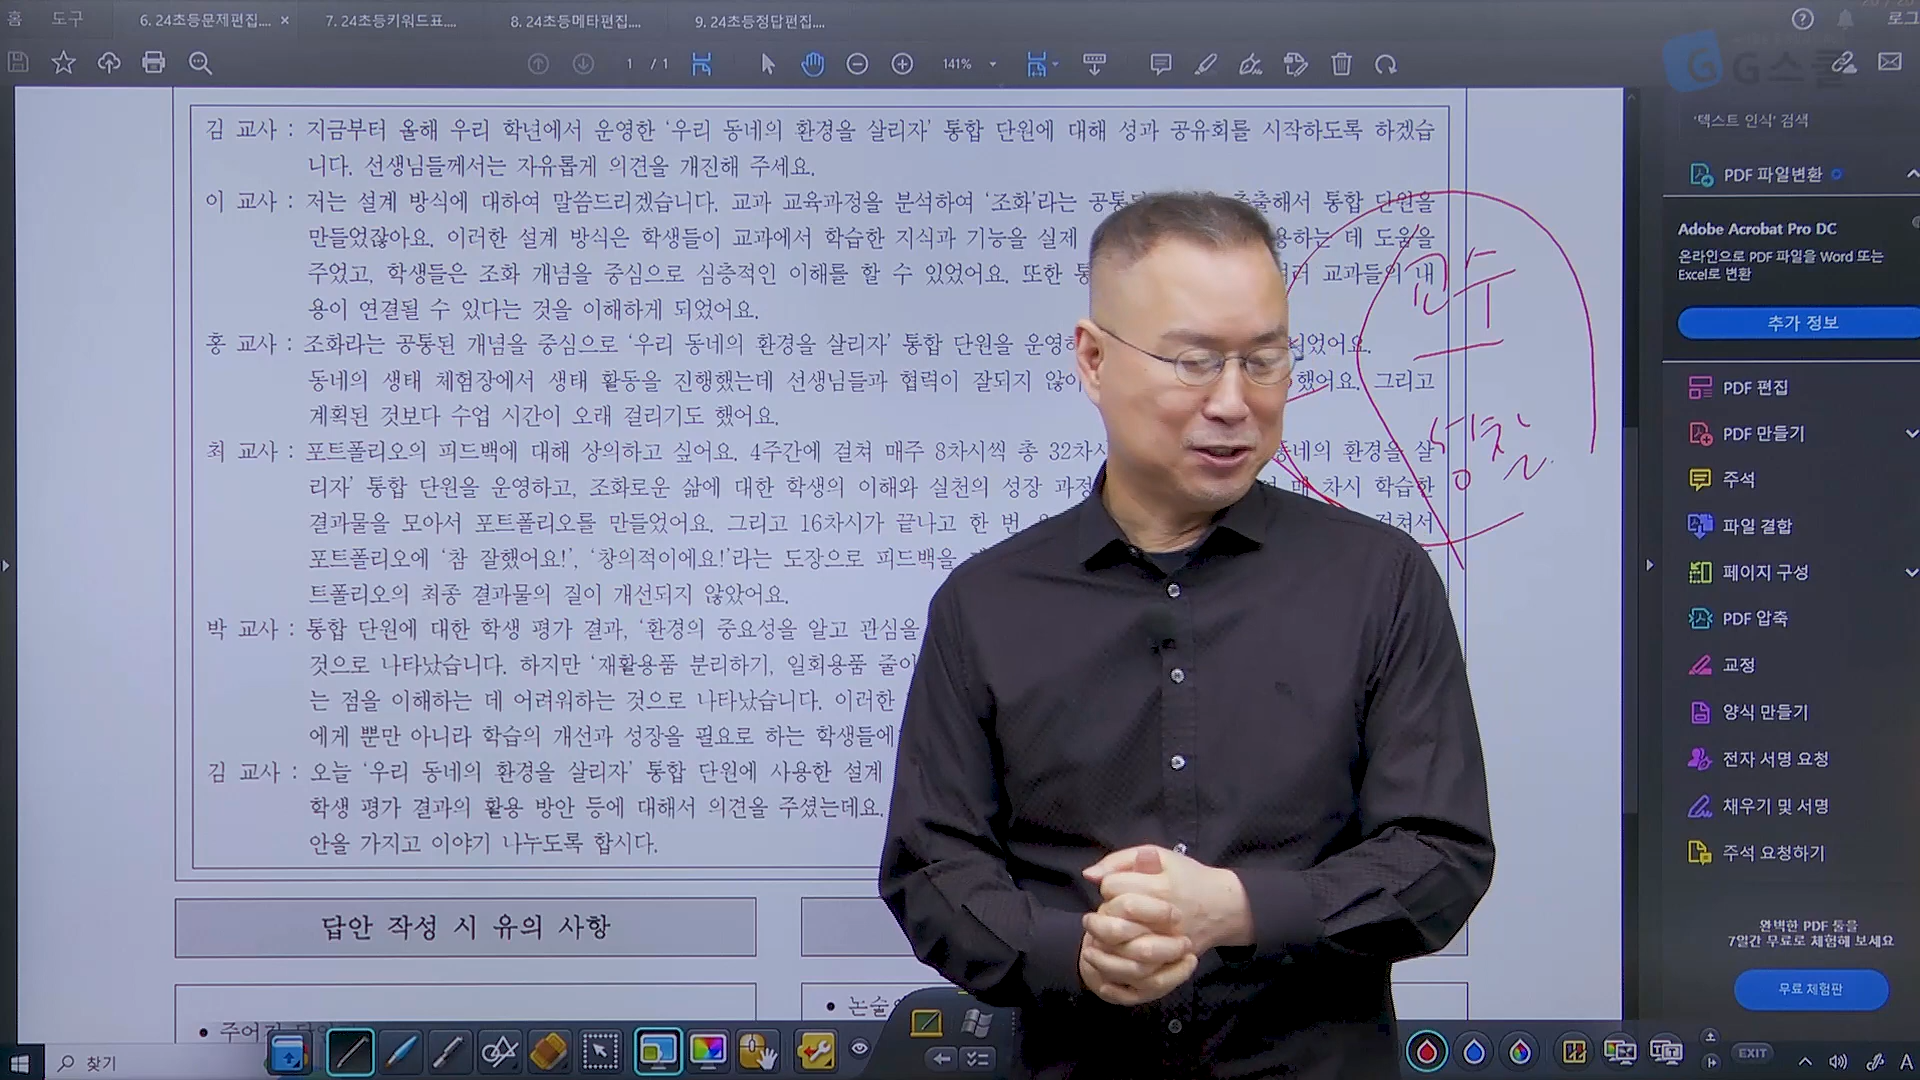 홈 도구 6. 24초등문제편집.... × 7. 24초등키워드표.... 8. 24초등메타편집.... 9. 24초등정답편집.... 로그
1 / 1 141%
G스쿨
김 교사 : 지금부터 올해 우리 학년에서 운영한 ‘우리 동네의 환경을 살리자’ 통합 단원에 대해 성과 공유회를 시작하도록 하겠습
니다. 선생님들께서는 자유롭게 의견을 개진해 주세요.
이 교사 : 저는 설계 방식에 대하여 말씀드리겠습니다. 교과 교육과정을 분석하여 ‘조화’라는 추출해서 통합 단원을
만들었잖아요. 이러한 설계 방식은 학생들이 교과에서 학습한 지식과 기능을 실제 데 도움을
주었고, 학생들은 조화 개념을 중심으로 심층적인 이해를 할 수 있었어요. 또한 교과들의 내
용이 연결될 수 있다는 것을 이해하게 되었어요.
홍 교사 : 조화라는 공통된 개념을 중심으로 ‘우리 동네의 환경을 살리자’ 통합 단원을
동네의 생태 체험장에서 생태 활동을 진행했는데 선생님들과 협력이 잘되지 했어요. 그리고
계획된 것보다 수업 시간이 오래 걸리기도 했어요.
최 교사 : 포트폴리오의 피드백에 대해 상의하고 싶어요. 4주간에 걸쳐 매주 8차시씩 총 환경을 살
리자’ 통합 단원을 운영하고, 조화로운 삶에 대한 학생의 이해와 실천의 성장 매 차시 학습한
결과물을 모아서 포트폴리오를 만들었어요. 그리고 16차시가 끝나고 한 번 걸쳐서
포트폴리오에 ‘참 잘했어요!’, ‘창의적이에요!’라는 도장으로 피드백을
트폴리오의 최종 결과물의 질이 개선되지 않았어요.
박 교사 : 통합 단원에 대한 학생 평가 결과, ‘환경의 중요성을 알고 관심을
것으로 나타났습니다. 하지만 ‘재활용품 분리하기, 일회용품
는 점을 이해하는 데 어려워하는 것으로 나타났습니다. 이러한
에게 뿐만 아니라 학습의 개선과 성장을 필요로 하는
김 교사 : 오늘 ‘우리 동네의 환경을 살리자’ 통합 단원에 사용한 설계
학생 평가 결과의 활용 방안 등에 대해서 의견을 주셨는데요.
안을 가지고 이야기 나누도록 합시다.
교수
성찰
답안 작성 시 유의 사항
‘텍스트 인식’ 검색
PDF 파일변환
Adobe Acrobat Pro DC
온라인으로 PDF 파일을 Word 또는
Excel로 변환
추가 정보
PDF 편집
PDF 만들기
주석
파일 결합
페이지 구성
PDF 압축
교정
양식 만들기
전자 서명 요청
채우기 및 서명
주석 요청하기
완벽한 PDF 툴을
7일간 무료로 체험해 보세요
무료 체험판
찾기
EXIT
A